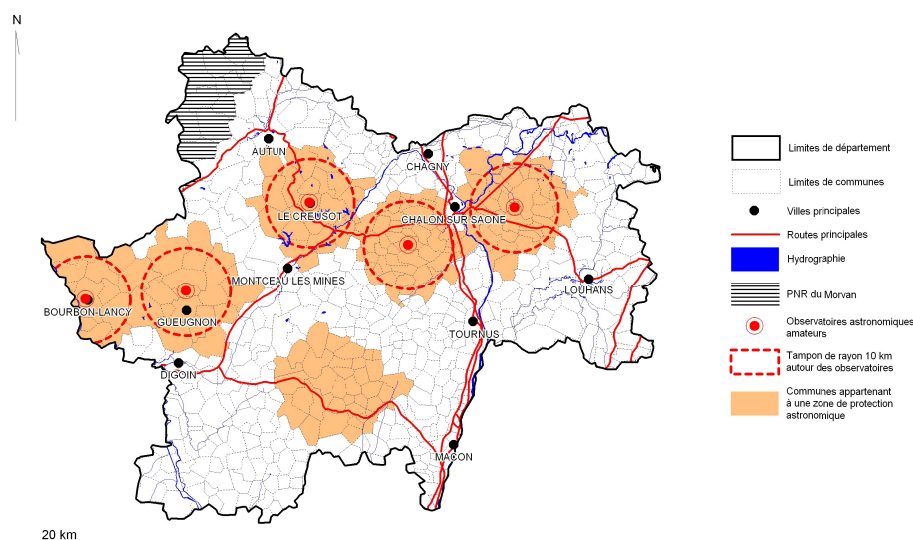 N
AUTUN
CHAGNY
LE CREUSOT
CHALON SUR SAONE
MONTCEAU LES MINES
BOURBON-LANCY
GUEUGNON
LOUHANS
TOURNUS
DIGOIN
MACON
20 km
Limites de département
Limites de communes
Villes principales
Routes principales
Hydrographie
PNR du Morvan
Observatoires astronomiques
amateurs
Tampon de rayon 10 km
autour des observatoires
Communes appartenant
à une zone de protection
astronomique